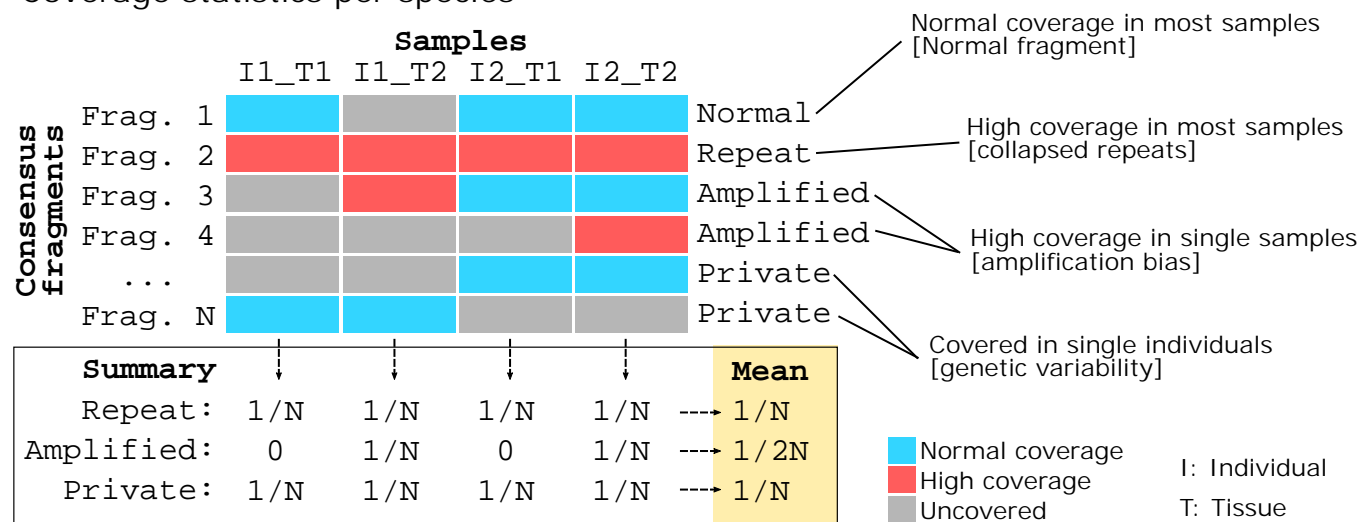 Coverage statistics per species
Samples
I1_T1 I1_T2 I2_T1 I2_T2
Consensus
fragments
Frag. 1
Normal
Frag. 2
Repeat
Frag. 3
Amplified
Frag. 4
Amplified
...
Private
Frag. N
Private
Normal coverage in most samples
[Normal fragment]
High coverage in most samples
[collapsed repeats]
High coverage in single samples
[amplification bias]
Covered in single individuals
[genetic variability]
Summary Mean
Repeat: 1/N 1/N 1/N 1/N 1/N
Amplified: 0 1/N 0 1/N 1/2N
Private: 1/N 1/N 1/N 1/N 1/N
Normal coverage
High coverage
Uncovered
I: Individual
T: Tissue